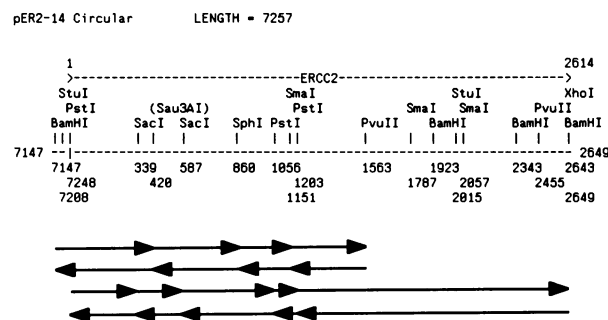 pER2-14 Circular LENGTH = 7257
1 2614
>---------------------------ERCC2------------------------------>
StuI SmaI StuI XhoI
PstI (Sau3AI) PstI SmaI SmaI PvuII
BamHI SacI SacI SphI PstI PvuII BamHI BamHI BamHI
7147 2649
7147 339 587 860 1056 1563 1923 2343 2643
7248 420 1203 1787 2057 2455
7208 1151 2015 2649